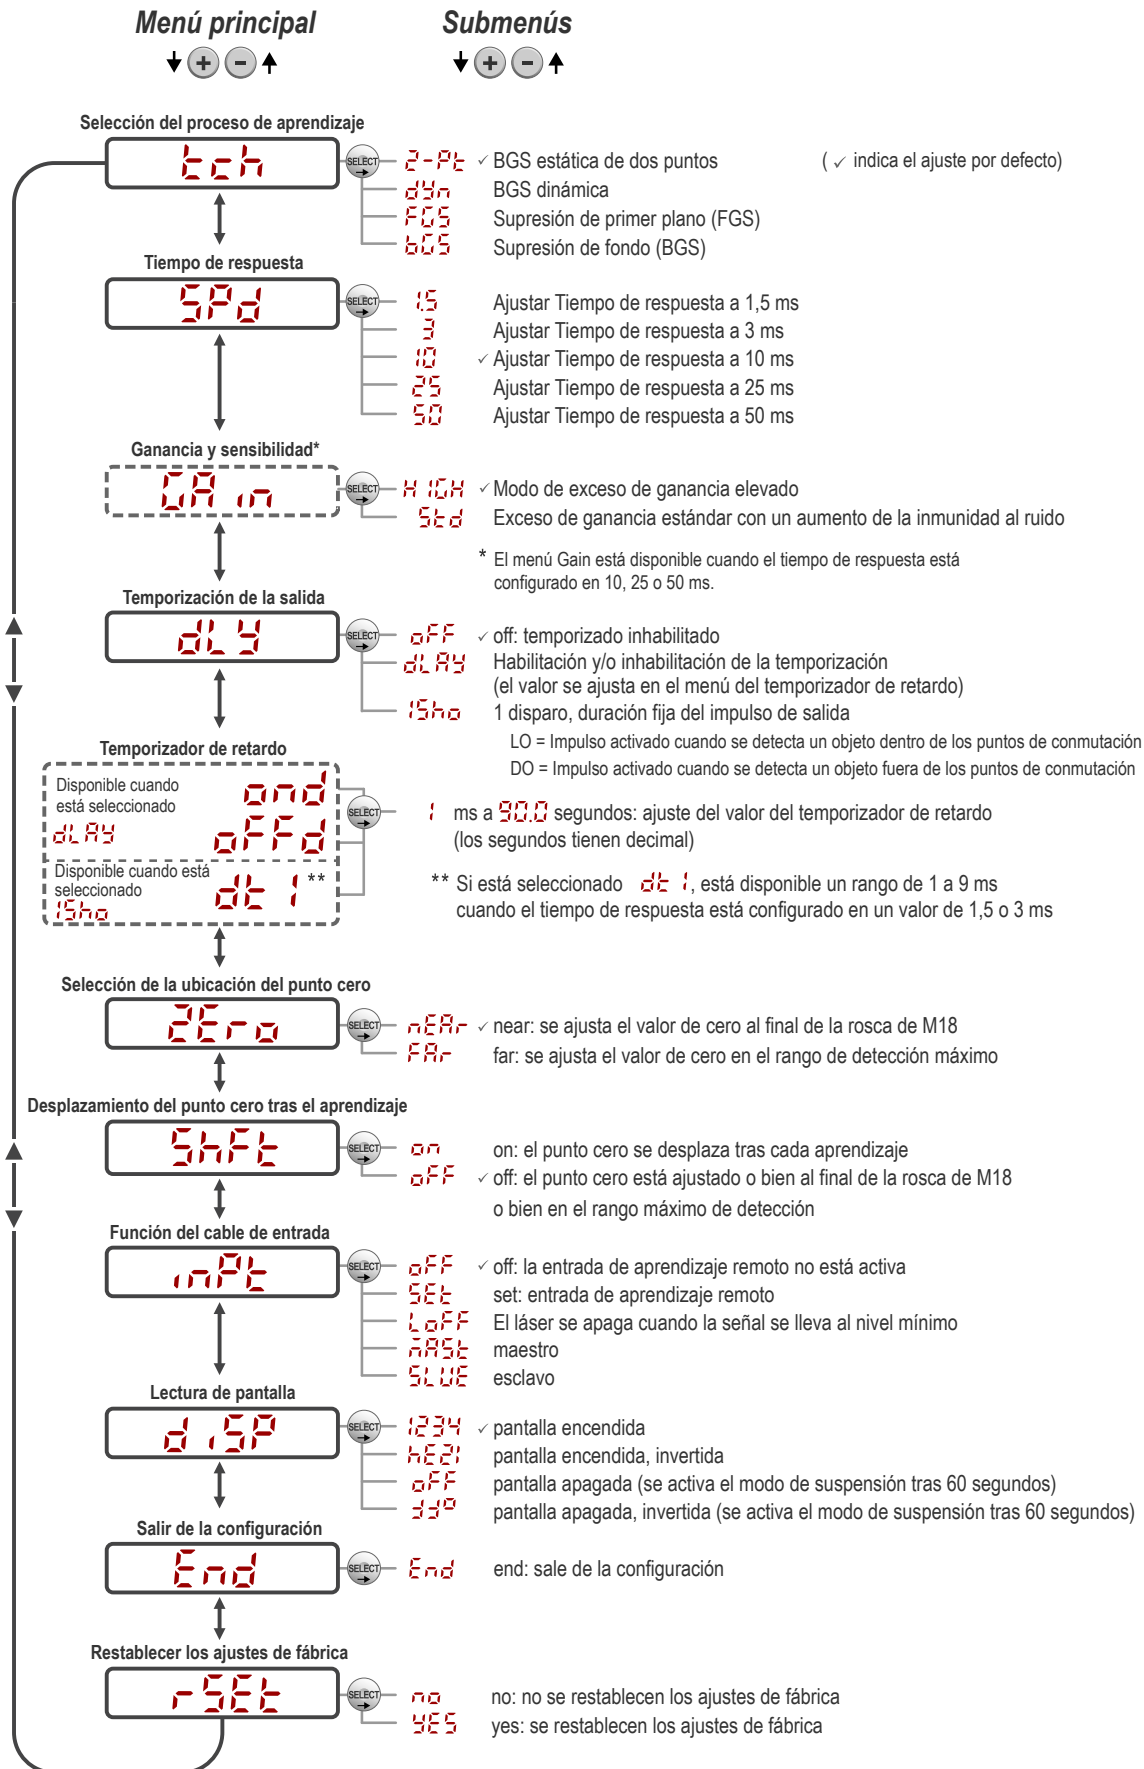 Menú principal
Submenús
+ -
+ -
Selección del proceso de aprendizaje
tch
SELECT
2-Pt ✓ BGS estática de dos puntos
( ✓ indica el ajuste por defecto)
dYn BGS dinámica
FGS Supresión de primer plano (FGS)
bGS Supresión de fondo (BGS)
Tiempo de respuesta
SPd
SELECT
1.5 Ajustar Tiempo de respuesta a 1,5 ms
3 Ajustar Tiempo de respuesta a 3 ms
10 ✓ Ajustar Tiempo de respuesta a 10 ms
25 Ajustar Tiempo de respuesta a 25 ms
50 Ajustar Tiempo de respuesta a 50 ms
Ganancia y sensibilidad*
GAin
SELECT
HIGH ✓ Modo de exceso de ganancia elevado
Std Exceso de ganancia estándar con un aumento de la inmunidad al ruido
* El menú Gain está disponible cuando el tiempo de respuesta está
configurado en 10, 25 o 50 ms.
Temporización de la salida
dLY
SELECT
oFF ✓ off: temporizado inhabilitado
dLAY Habilitación y/o inhabilitación de la temporización
(el valor se ajusta en el menú del temporizador de retardo)
1Sho 1 disparo, duración fija del impulso de salida
LO = Impulso activado cuando se detecta un objeto dentro de los puntos de conmutación
DO = Impulso activado cuando se detecta un objeto fuera de los puntos de conmutación
Temporizador de retardo
Disponible cuando
está seleccionado
dLAY
ond
oFFd
SELECT
1 ms a 90.0 segundos: ajuste del valor del temporizador de retardo
(los segundos tienen decimal)
Disponible cuando está
seleccionado
1Sho
dt 1 **
** Si está seleccionado dt 1, está disponible un rango de 1 a 9 ms
cuando el tiempo de respuesta está configurado en un valor de 1,5 o 3 ms
Selección de la ubicación del punto cero
ZEro
SELECT
nEAr ✓ near: se ajusta el valor de cero al final de la rosca de M18
FAr far: se ajusta el valor de cero en el rango de detección máximo
Desplazamiento del punto cero tras el aprendizaje
ShFt
SELECT
on on: el punto cero se desplaza tras cada aprendizaje
oFF ✓ off: el punto cero está ajustado o bien al final de la rosca de M18
o bien en el rango máximo de detección
Función del cable de entrada
inPt
SELECT
oFF ✓ off: la entrada de aprendizaje remoto no está activa
SEt set: entrada de aprendizaje remoto
LoFF El láser se apaga cuando la señal se lleva al nivel mínimo
mASt maestro
SLVE esclavo
Lectura de pantalla
diSP
SELECT
1234 ✓ pantalla encendida
hEZ1 pantalla encendida, invertida
oFF pantalla apagada (se activa el modo de suspensión tras 60 segundos)
pantalla apagada, invertida (se activa el modo de suspensión tras 60 segundos)
Salir de la configuración
End
SELECT
End end: sale de la configuración
Restablecer los ajustes de fábrica
rSEt
SELECT
no no: no se restablecen los ajustes de fábrica
YES yes: se restablecen los ajustes de fábrica